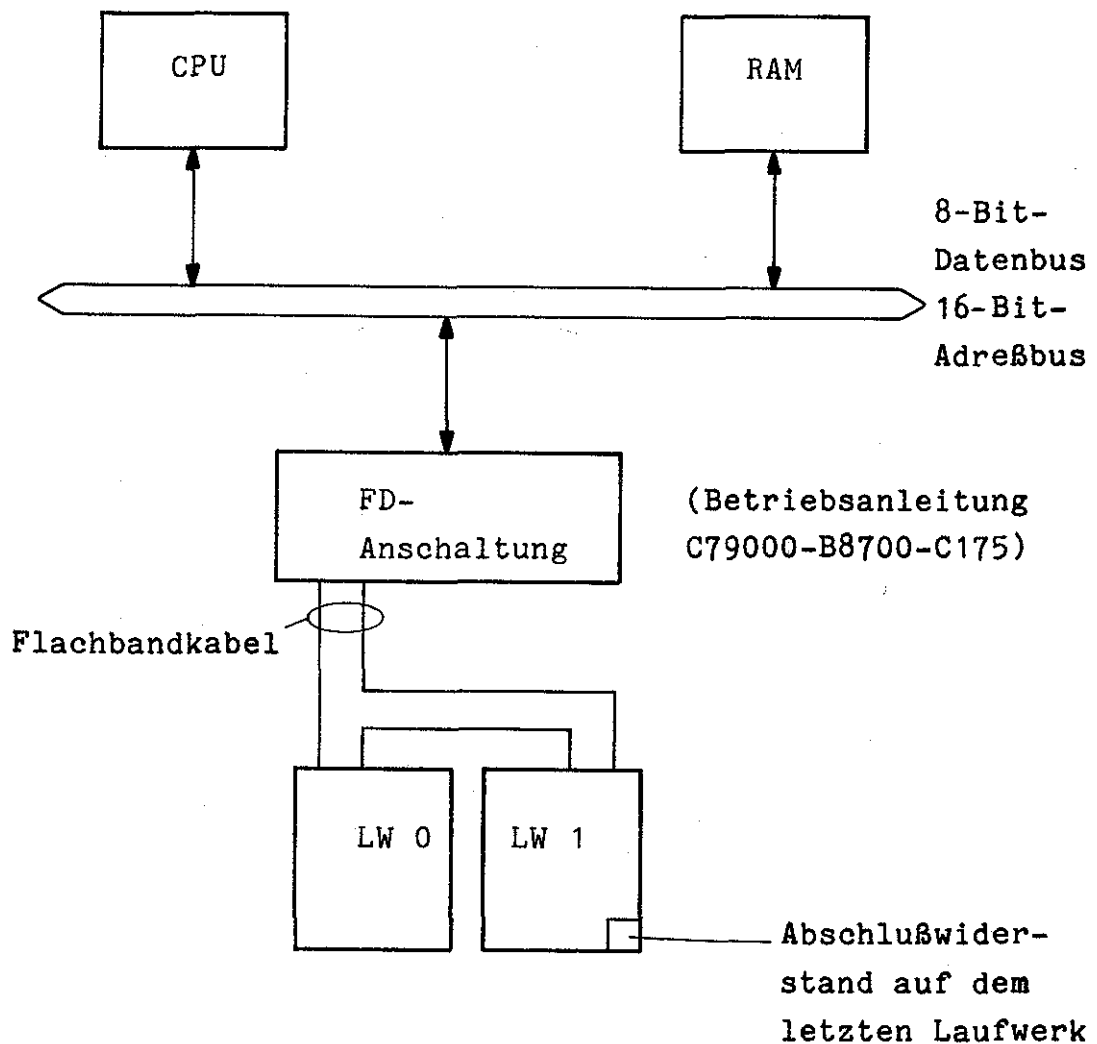 CPU
RAM
8-Bit-
Datenbus
16-Bit-
Adreßbus
FD-
Anschaltung
(Betriebsanleitung
C79000-B8700-C175)
Flachbandkabel
LW 0
LW 1
Abschlußwider-
stand auf dem
letzten Laufwerk